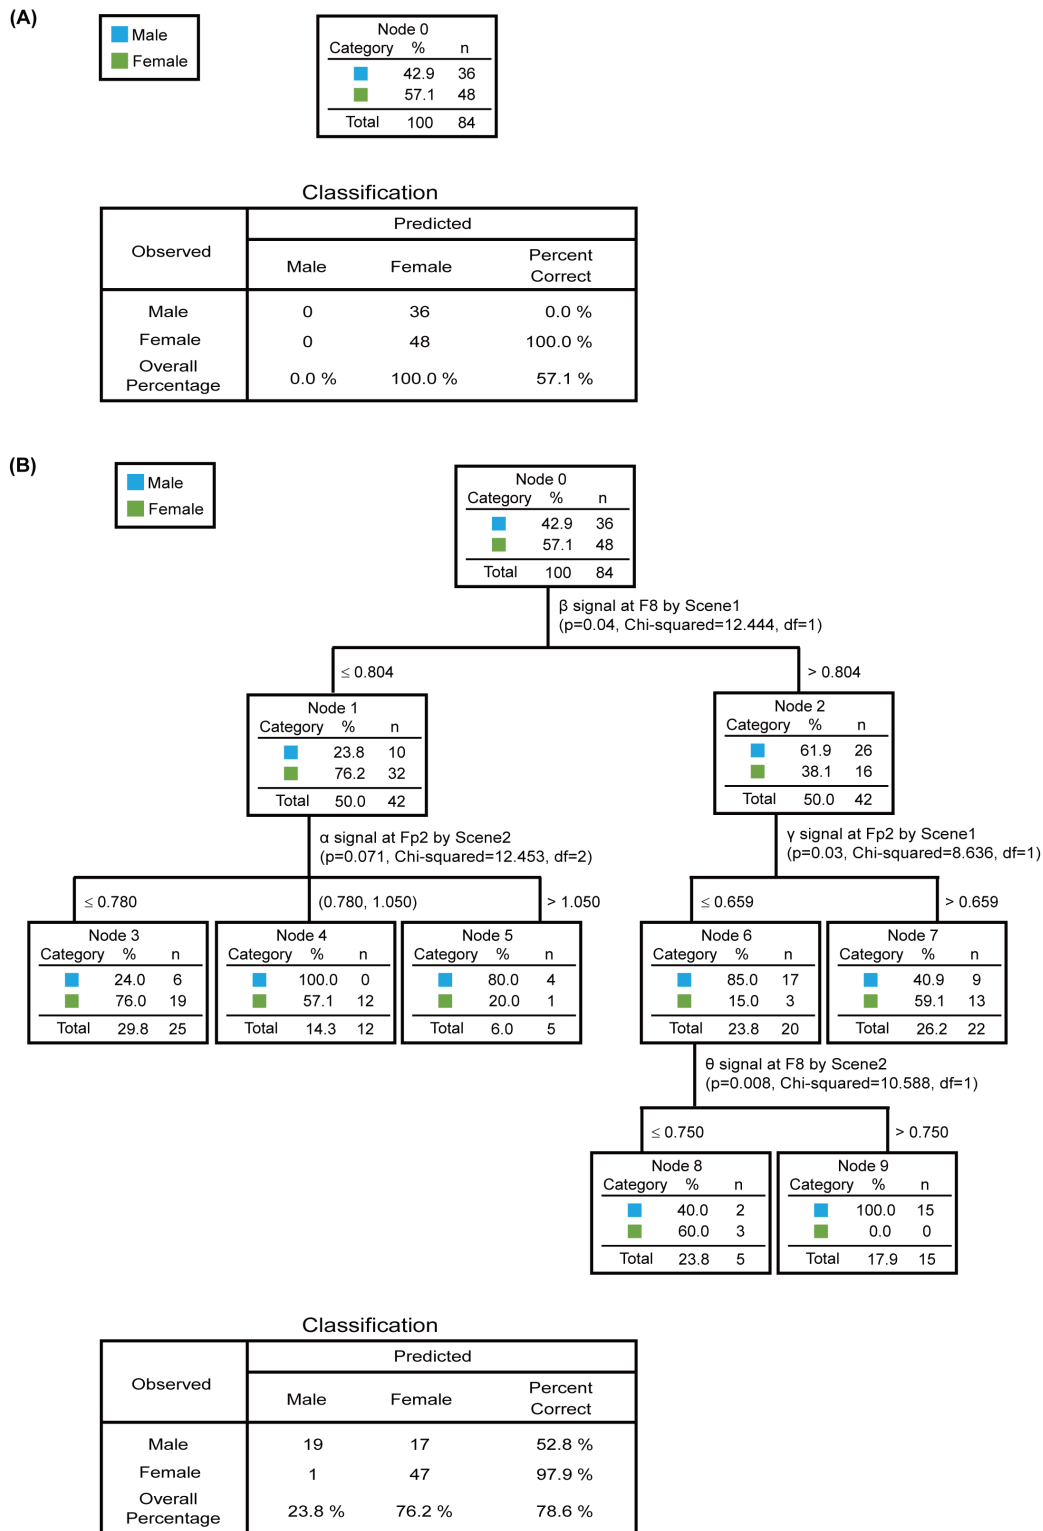 (A)
Male
Female
Node 0
Category % n
42.9 36
57.1 48
Total 100 84
Classification
Observed Predicted
Male Female Percent Correct
Male 0 36 0.0 %
Female 0 48 100.0 %
Overall Percentage 0.0 % 100.0 % 57.1 %
(B)
Male
Female
Node 0
Category % n
42.9 36
57.1 48
Total 100 84
β signal at F8 by Scene1
(p=0.04, Chi-squared=12.444, df=1)
≤ 0.804
> 0.804
Node 1
Category % n
23.8 10
76.2 32
Total 50.0 42
Node 2
Category % n
61.9 26
38.1 16
Total 50.0 42
α signal at Fp2 by Scene2
(p=0.071, Chi-squared=12.453, df=2)
γ signal at Fp2 by Scene1
(p=0.03, Chi-squared=8.636, df=1)
≤ 0.780
(0.780, 1.050)
> 1.050
≤ 0.659
> 0.659
Node 3
Category % n
24.0 6
76.0 19
Total 29.8 25
Node 4
Category % n
100.0 0
57.1 12
Total 14.3 12
Node 5
Category % n
80.0 4
20.0 1
Total 6.0 5
Node 6
Category % n
85.0 17
15.0 3
Total 23.8 20
Node 7
Category % n
40.9 9
59.1 13
Total 26.2 22
θ signal at F8 by Scene2
(p=0.008, Chi-squared=10.588, df=1)
≤ 0.750
> 0.750
Node 8
Category % n
40.0 2
60.0 3
Total 23.8 5
Node 9
Category % n
100.0 15
0.0 0
Total 17.9 15
Classification
Observed Predicted
Male Female Percent Correct
Male 19 17 52.8 %
Female 1 47 97.9 %
Overall Percentage 23.8 % 76.2 % 78.6 %